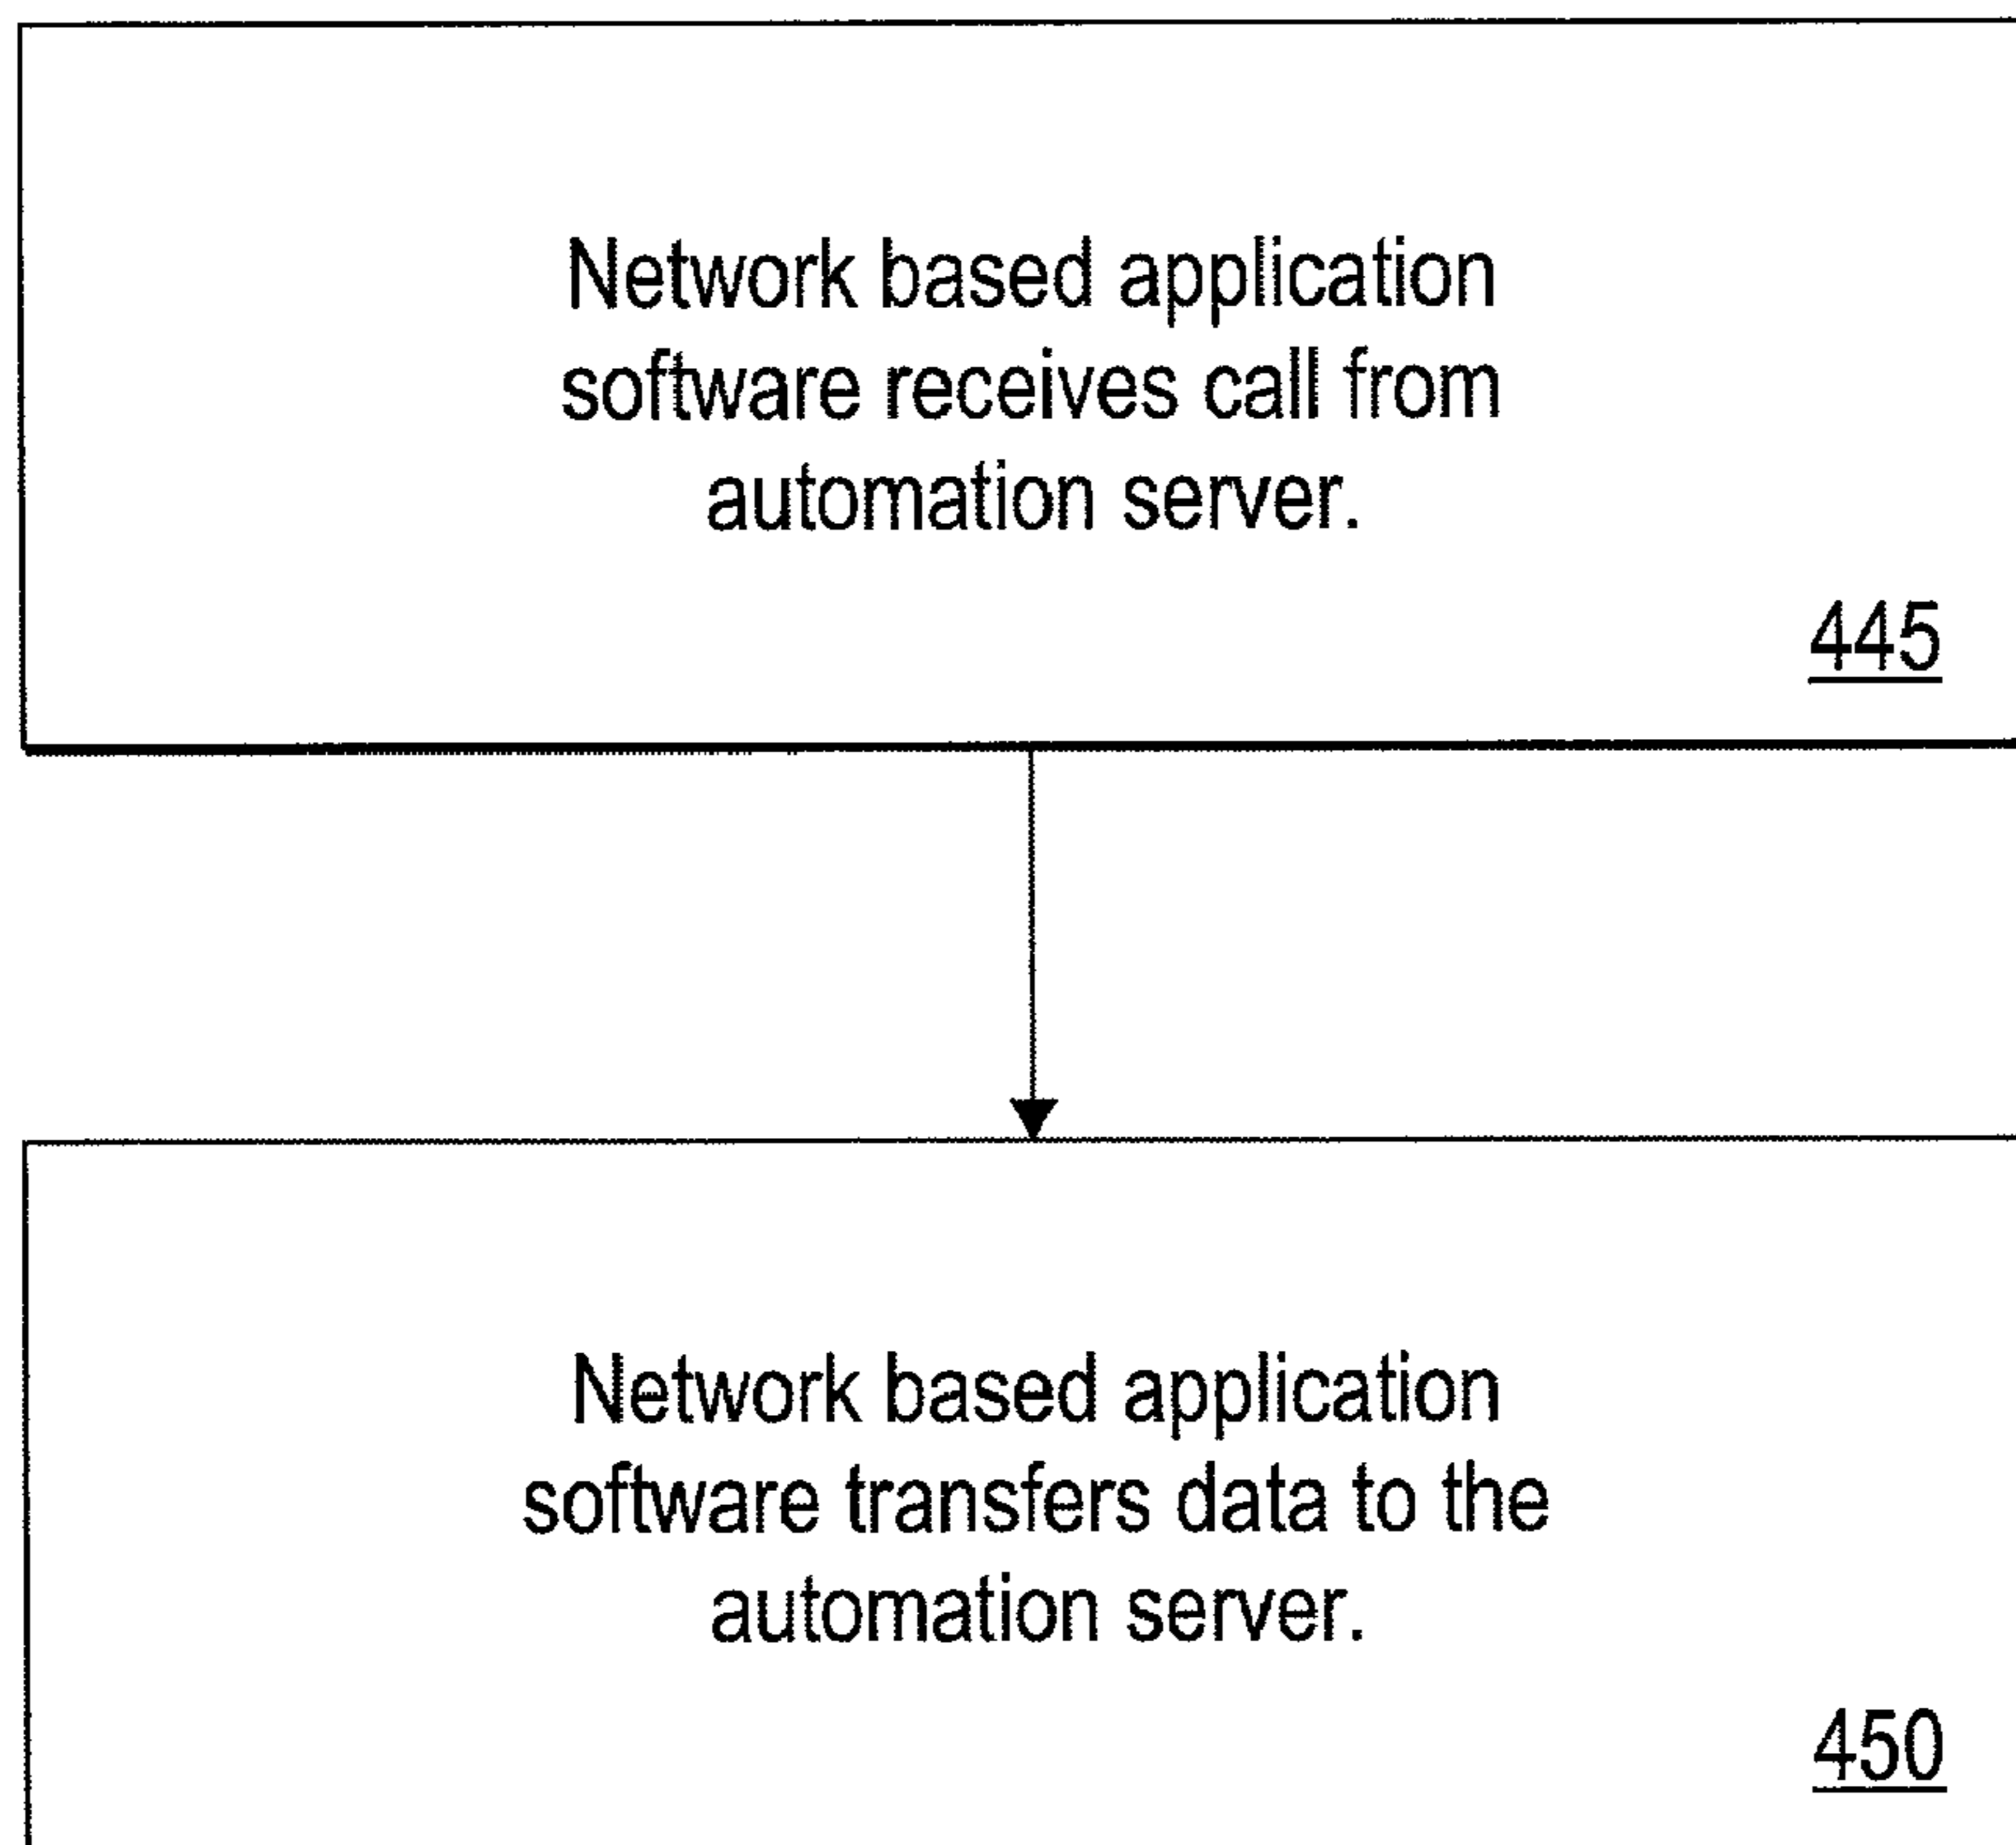 Network based application
software receives call from
automation server.
445
Network based application
software transfers data to the
automation server.
450